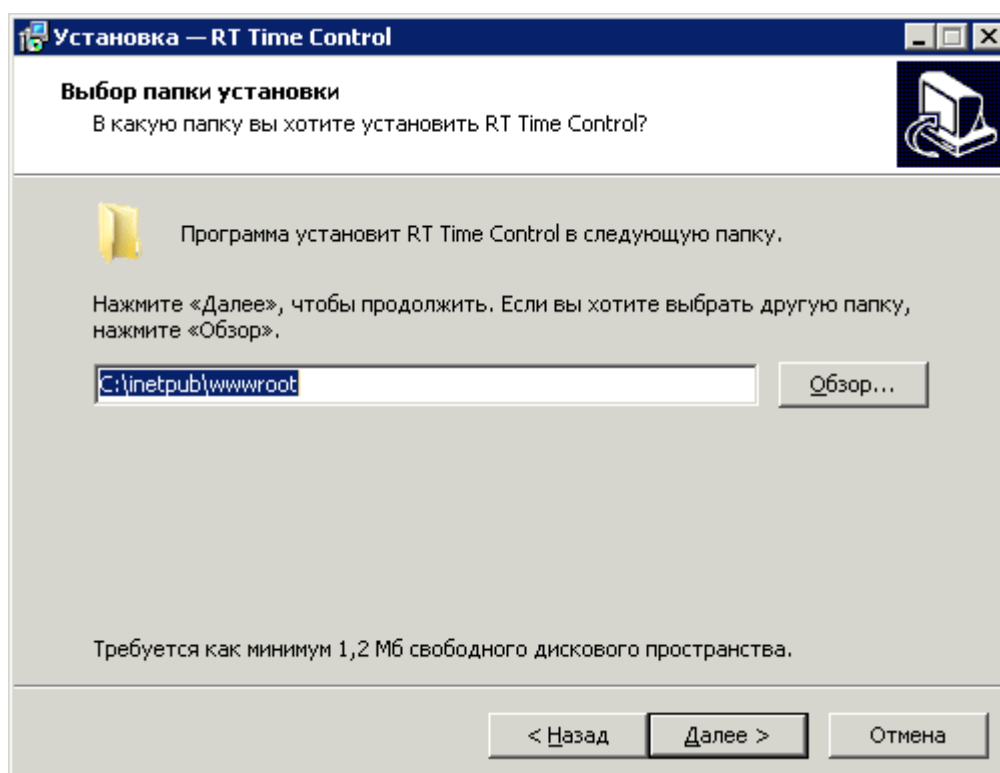 Установка — RT Time Control
Выбор папки установки
В какую папку вы хотите установить RT Time Control?
Программа установит RT Time Control в следующую папку.
Нажмите «Далее», чтобы продолжить. Если вы хотите выбрать другую папку,
нажмите «Обзор».
C:\inetpub\wwwroot
Обзор...
Требуется как минимум 1,2 Мб свободного дискового пространства.
< Назад
Далее >
Отмена